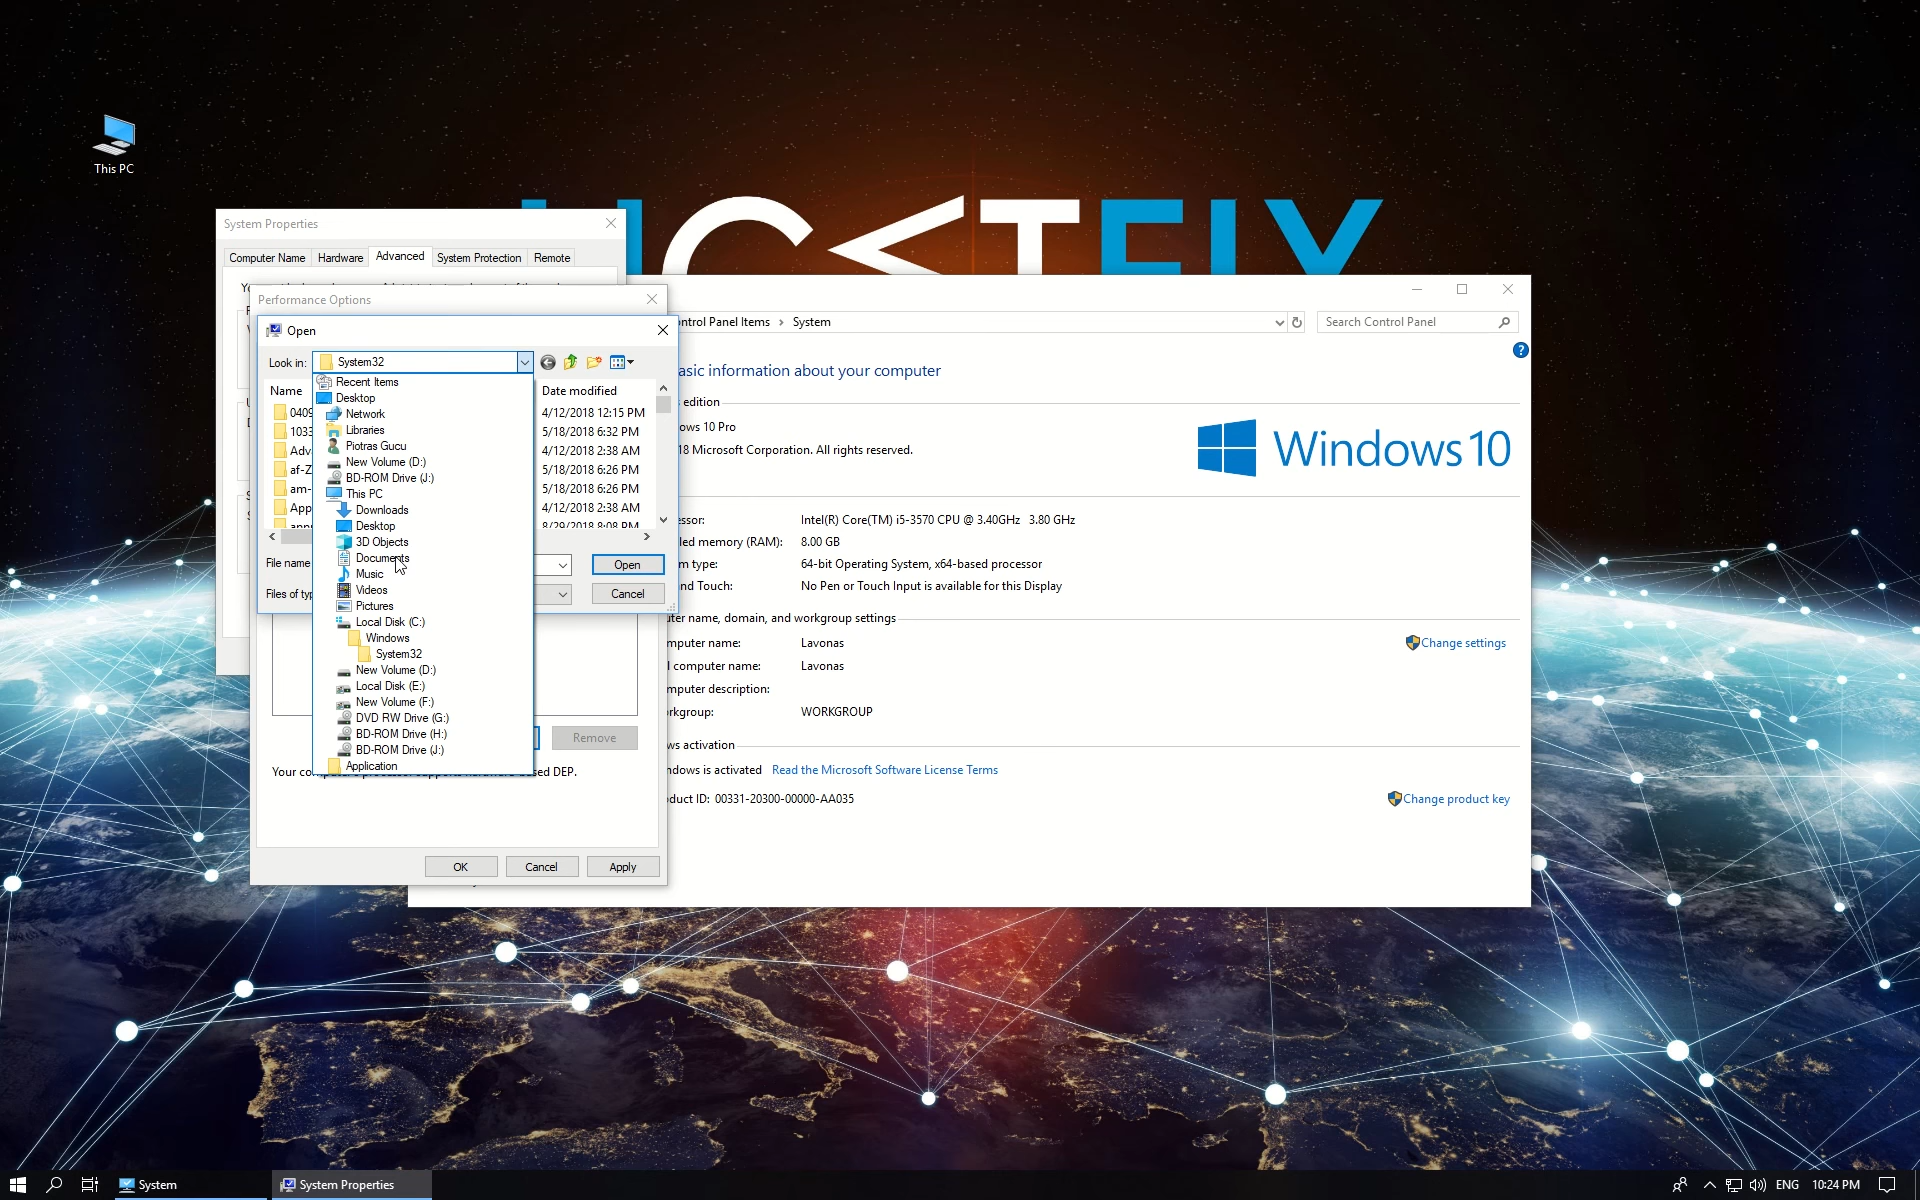 This PC
System Properties
Computer Name
Hardware
Advanced
System Protection
Remote
Performance Options
Open
Look in:
System32
Recent Items
Desktop
Network
Libraries
Piotras Gucu
New Volume (D:)
BD-ROM Drive (J:)
This PC
Downloads
Desktop
3D Objects
Documents
Music
Videos
Pictures
Local Disk (C:)
Windows
System32
New Volume (D:)
Local Disk (E:)
New Volume (F:)
DVD RW Drive (G:)
BD-ROM Drive (H:)
BD-ROM Drive (J:)
Application
Name
Date modified
0409
4/12/2018 12:15 PM
1033
5/18/2018 6:32 PM
Adv
4/12/2018 2:38 AM
af-Z
5/18/2018 6:26 PM
am-
5/18/2018 6:26 PM
App
4/12/2018 2:38 AM
8/29/2018 8:08 PM
File name
Open
Files of typ
Cancel
Remove
Your co
sed DEP.
OK
Cancel
Apply
ontrol Panel Items
System
Search Control Panel
?
asic information about your computer
edition
ows 10 Pro
18 Microsoft Corporation. All rights reserved.
Windows 10
ssor:
Intel(R) Core(TM) i5-3570 CPU @ 3.40GHz 3.80 GHz
led memory (RAM):
8.00 GB
m type:
64-bit Operating System, x64-based processor
nd Touch:
No Pen or Touch Input is available for this Display
uter name, domain, and workgroup settings
mputer name:
Lavonas
Change settings
l computer name:
Lavonas
mputer description:
rkgroup:
WORKGROUP
ws activation
ndows is activated
Read the Microsoft Software License Terms
duct ID: 00331-20300-00000-AA035
Change product key
System
System Properties
ENG
10:24 PM